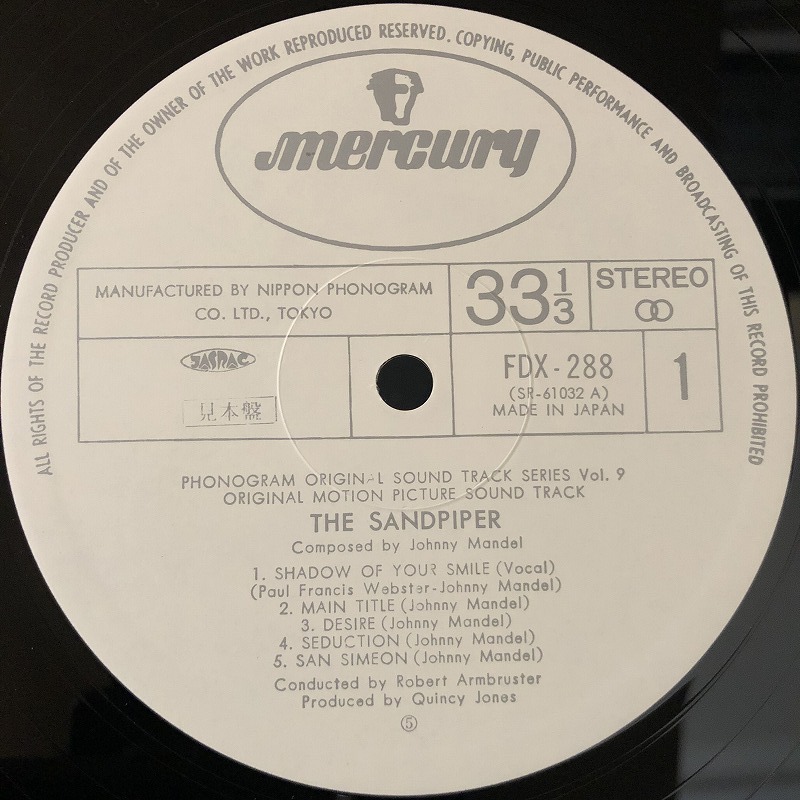 ALL RIGHTS OF THE RECORD PRODUCER AND OF THE OWNER OF THE WORK REPRODUCED RESERVED. COPYING, PUBLIC PERFORMANCE AND BROADCASTING OF THIS RECORD PROHIBITED
mercury
MANUFACTURED BY NIPPON PHONOGRAM
CO. LTD., TOKYO
33 1/3
STEREO
JASRAC
見本盤
FDX-288
(SR-61032 A)
MADE IN JAPAN
1
PHONOGRAM ORIGINAL SOUND TRACK SERIES Vol. 9
ORIGINAL MOTION PICTURE SOUND TRACK
THE SANDPIPER
Composed by Johnny Mandel
1. SHADOW OF YOUR SMILE (Vocal)
(Paul Francis Webster-Johnny Mandel)
2. MAIN TITLE (Johnny Mandel)
3. DESIRE (Johnny Mandel)
4. SEDUCTION (Johnny Mandel)
5. SAN SIMEON (Johnny Mandel)
Conducted by Robert Armbruster
Produced by Quincy Jones
⑤